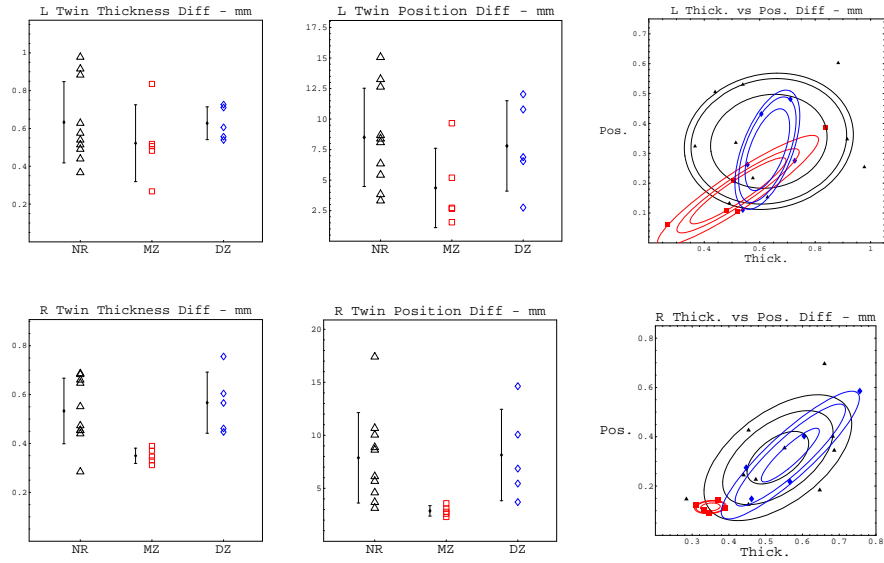 L Twin Thickness Diff - mm
1
0.8
0.6
0.4
0.2
NR MZ DZ
L Twin Position Diff - mm
17.5
15
12.5
10
7.5
5
2.5
NR MZ DZ
L Thick. vs Pos. Diff - mm
0.7
0.6
0.5
0.4
Pos.
0.3
0.2
0.1
0.4 0.6 0.8 1
Thick.
R Twin Thickness Diff - mm
0.8
0.6
0.4
0.2
NR MZ DZ
R Twin Position Diff - mm
20
15
10
5
NR MZ DZ
R Thick. vs Pos. Diff - mm
0.8
0.6
Pos.
0.4
0.2
0.3 0.4 0.5 0.6 0.7 0.8
Thick.